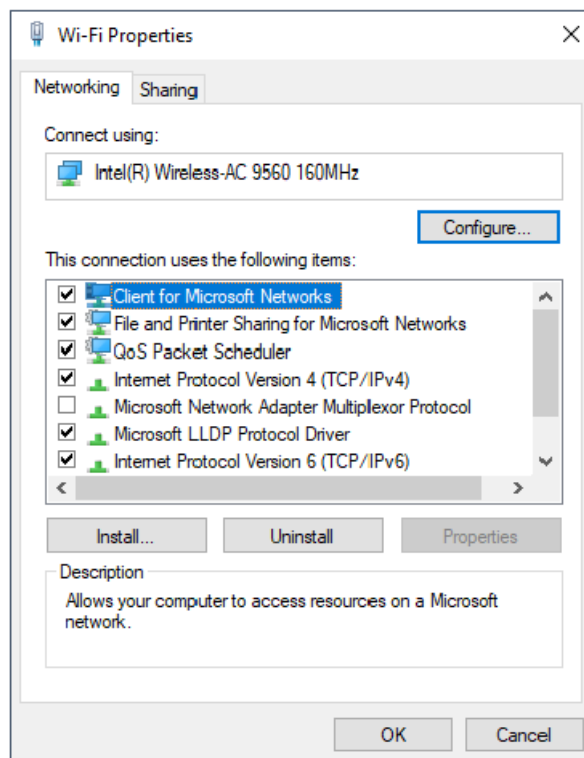 Wi-Fi Properties
Networking
Sharing
Connect using:
Intel(R) Wireless-AC 9560 160MHz
Configure...
This connection uses the following items:
Client for Microsoft Networks
File and Printer Sharing for Microsoft Networks
QoS Packet Scheduler
Internet Protocol Version 4 (TCP/IPv4)
Microsoft Network Adapter Multiplexor Protocol
Microsoft LLDP Protocol Driver
Internet Protocol Version 6 (TCP/IPv6)
Install...
Uninstall
Properties
Description
Allows your computer to access resources on a Microsoft
network.
OK
Cancel